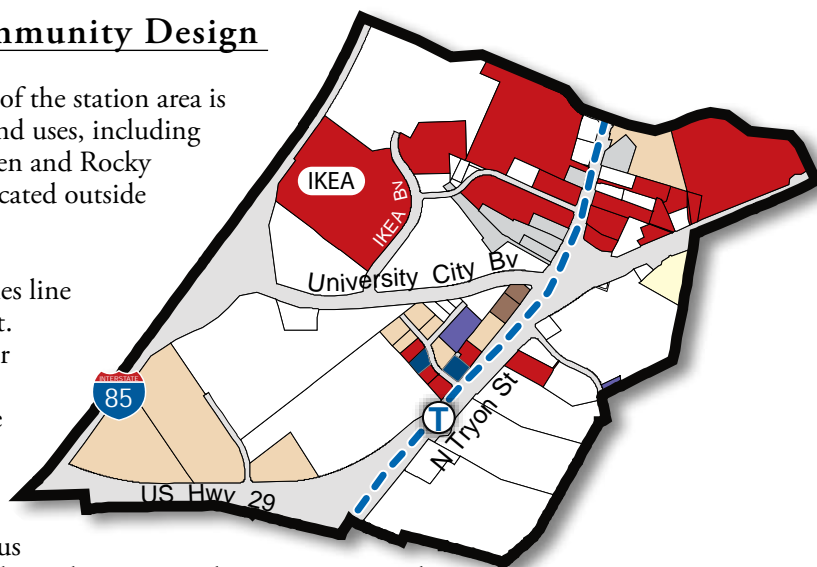 mmunity Design
of the station area is
nd uses, including
en and Rocky
cated outside
es line
t.
r
e
us
IKEA
IKEA Bv
University City Bv
INTERSTATE
85
T
N Tryon St
US Hwy 29